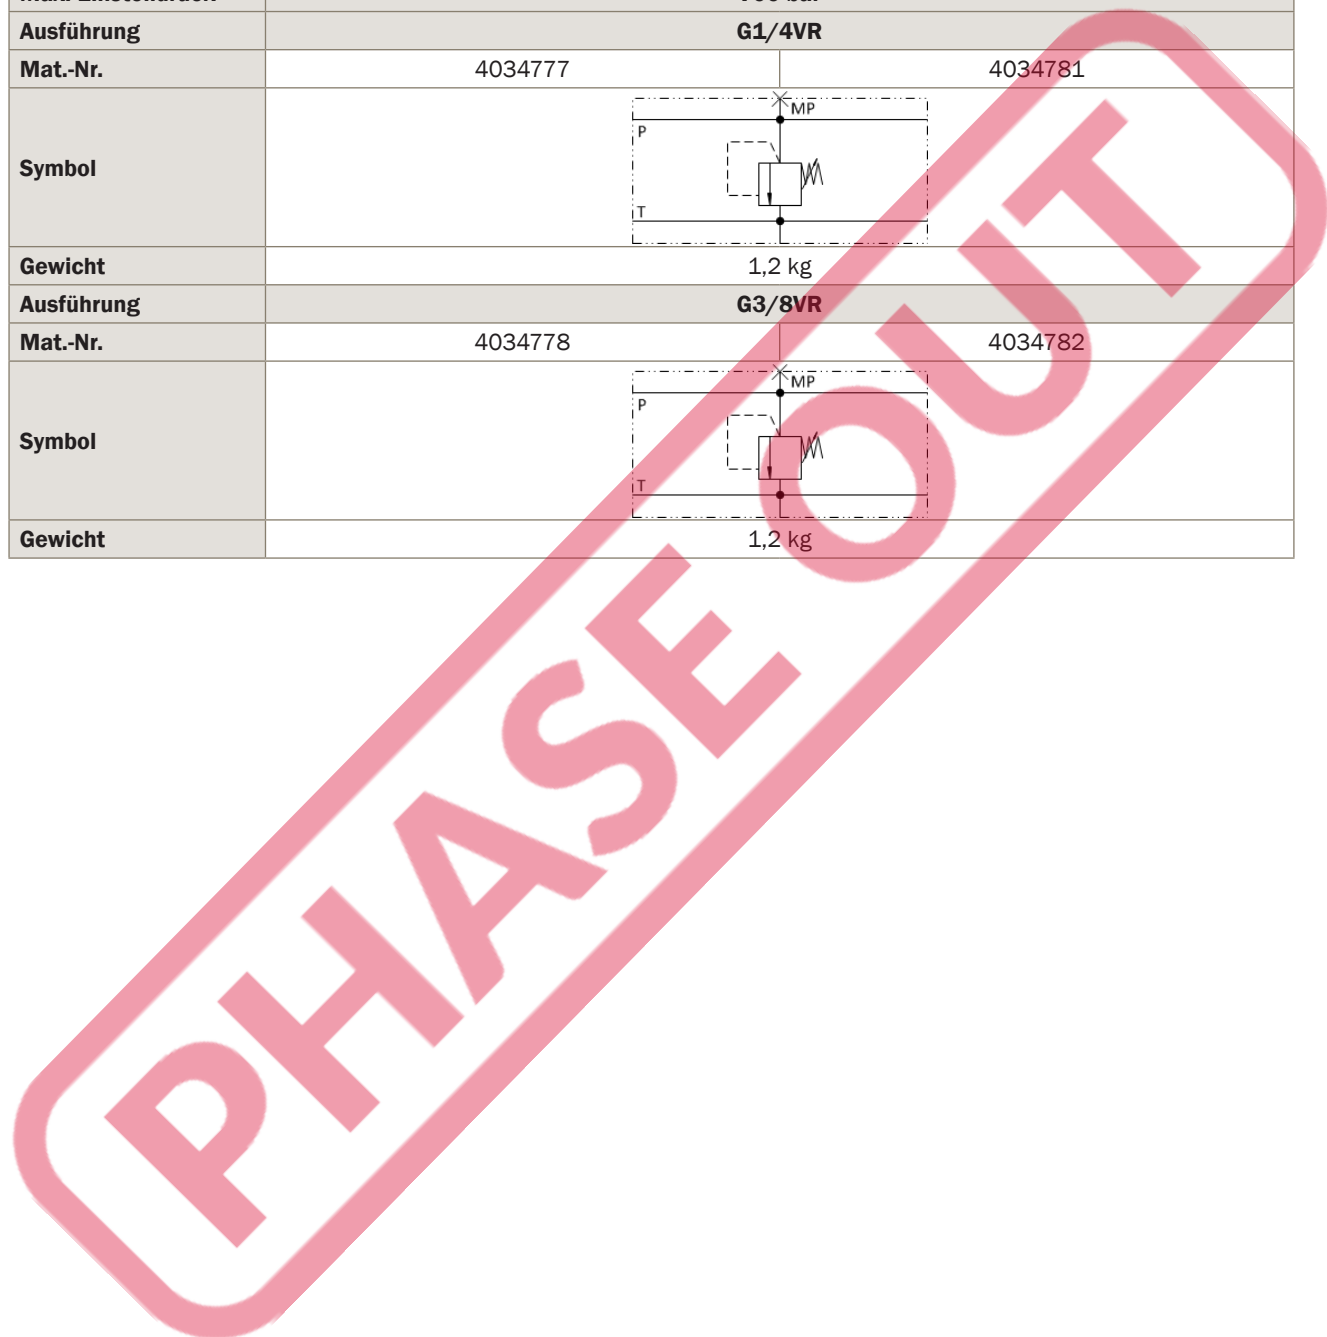 Ausführung G1/4VR
Mat.-Nr. 4034777 4034781
MP
P
Symbol
T
Gewicht 1,2 kg
Ausführung G3/8VR
Mat.-Nr. 4034778 4034782
MP
P
Symbol
T
Gewicht 1,2 kg
PHASE OUT